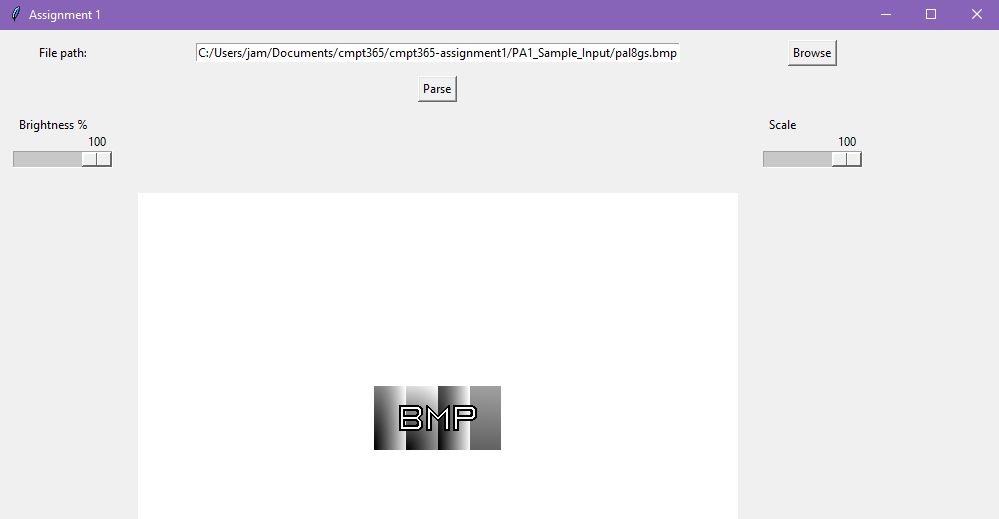 Assignment 1
File path:
C:/Users/jam/Documents/cmpt365/cmpt365-assignment1/PA1_Sample_Input/pal8gs.bmp
Browse
Parse
Brightness %
Scale
100
100
BMP